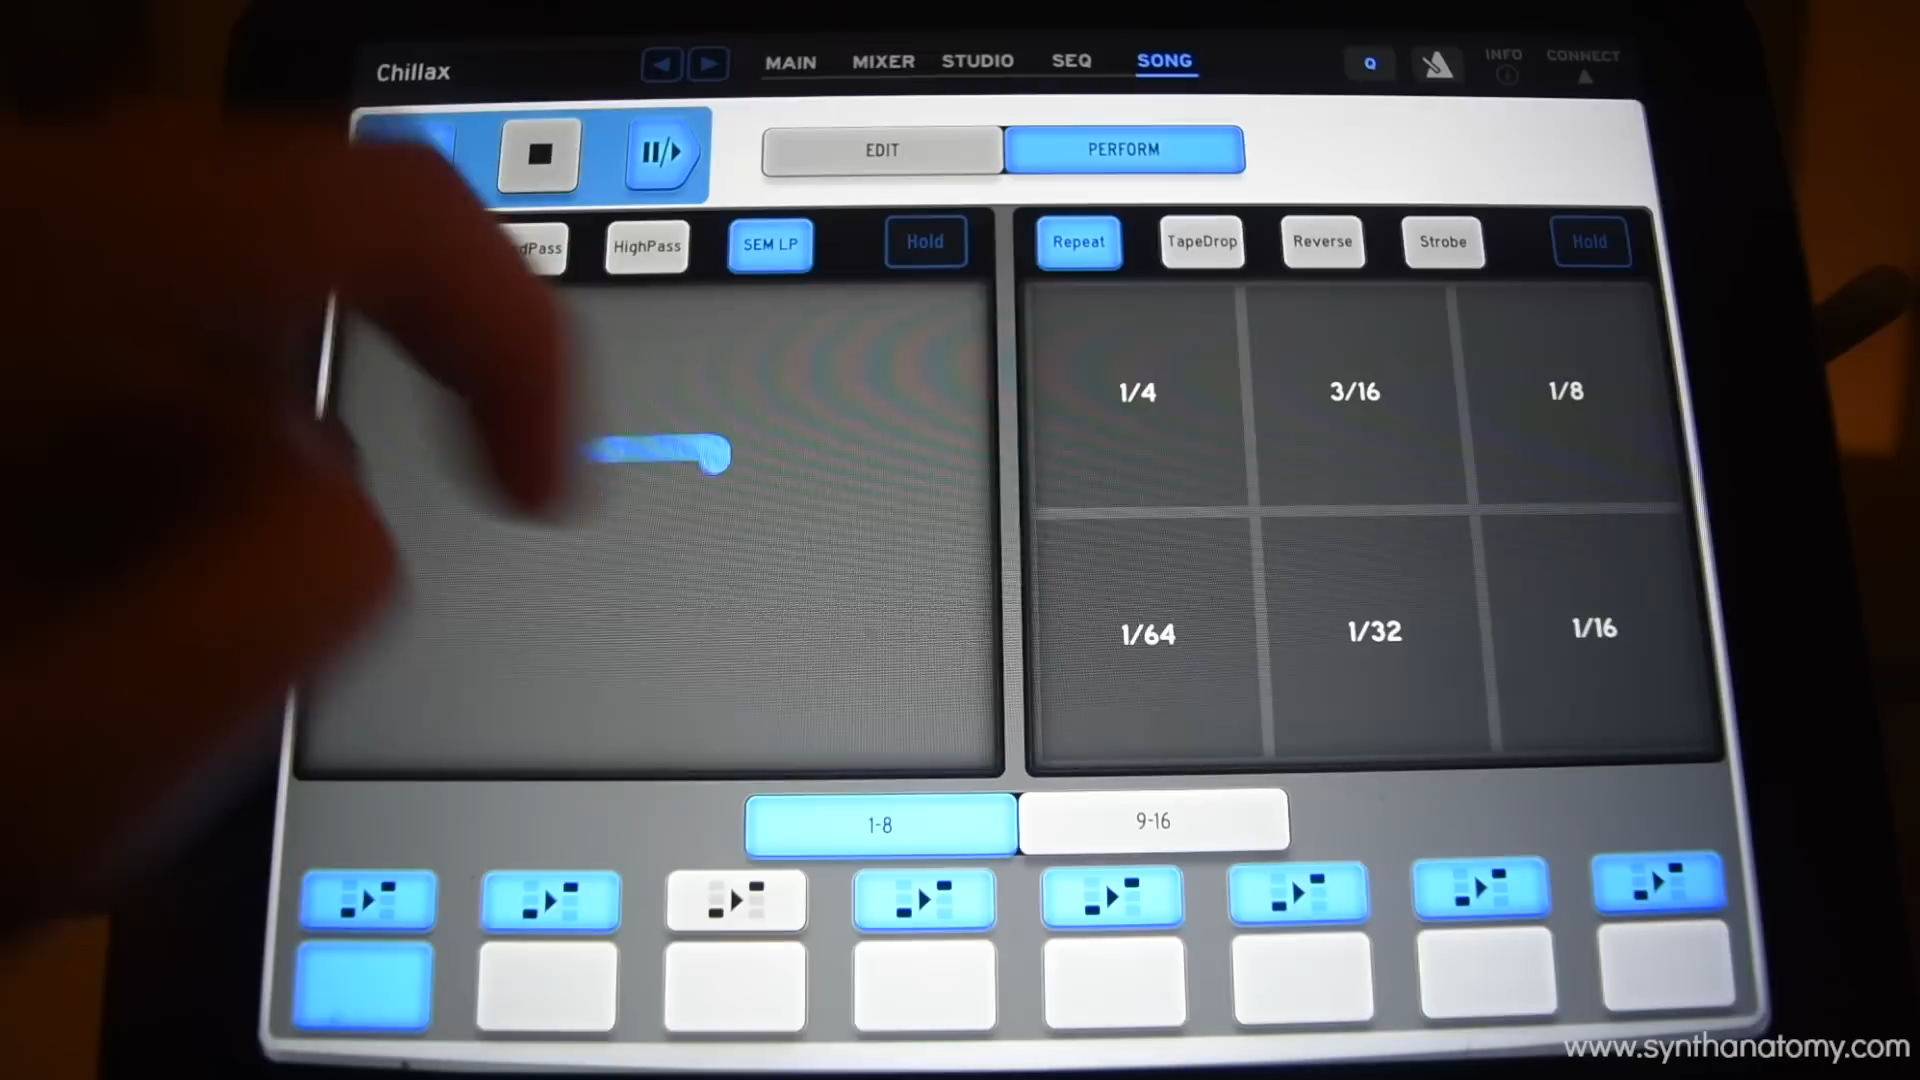 Chillax
MAIN MIXER STUDIO SEQ SONG
Q
INFO
CONNECT
EDIT PERFORM
HighPass SEM LP Hold
Repeat TapeDrop Reverse Strobe Hold
1/4 3/16 1/8
1/64 1/32 1/16
1-8 9-16
www.synthanatomy.com